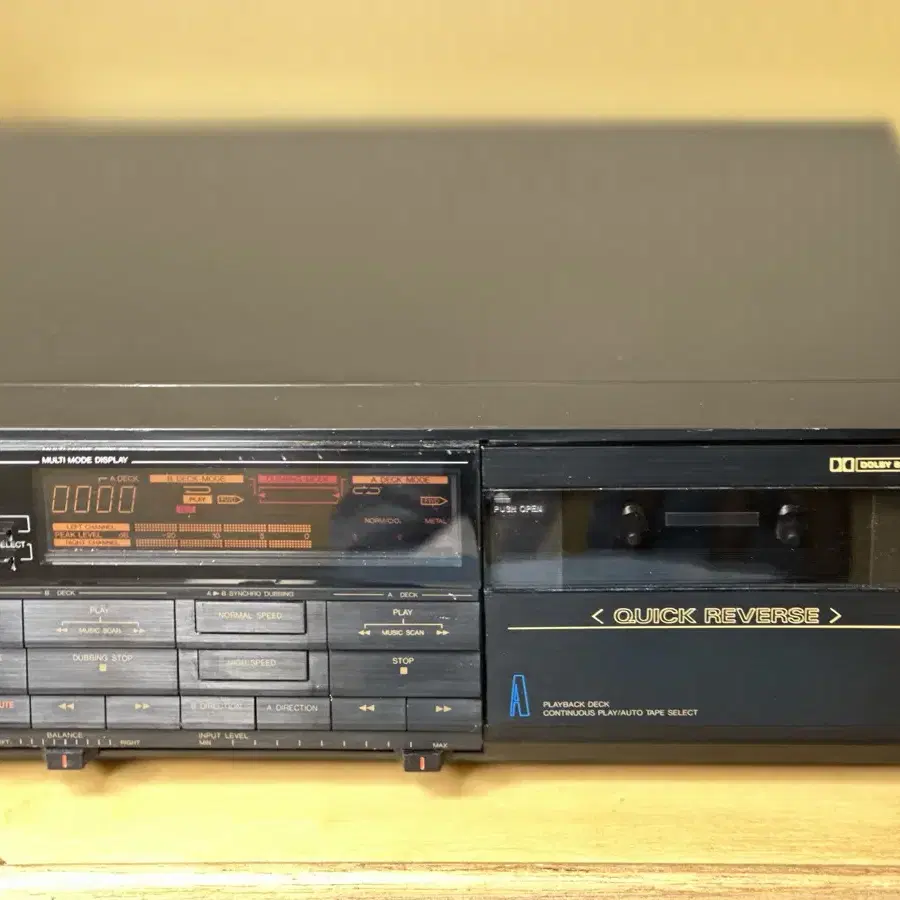 MULTI MODE DISPLAY
A DECK
B. DECK-MODE
A. DECK-MODE
0000
PLAY
FWD
FWD
NORM/CrO₂
METAL
LEFT CHANNEL
PEAK LEVEL dB -20 10 5 0
RIGHT CHANNEL
B DECK
A ▶ B SYNCHRO DUBBING
A DECK
PLAY
◀◀ MUSIC SCAN ▶▶
NORMAL SPEED
PLAY
◀◀ MUSIC SCAN ▶▶
DUBBING STOP
HIGH SPEED
STOP
◀◀
▶▶
B DIRECTION
A DIRECTION
◀◀
▶▶
BALANCE
RIGHT
INPUT LEVEL
MIN
MAX
PUSH OPEN
< QUICK REVERSE >
A
PLAYBACK DECK
CONTINUOUS PLAY/AUTO TAPE SELECT
DOLBY